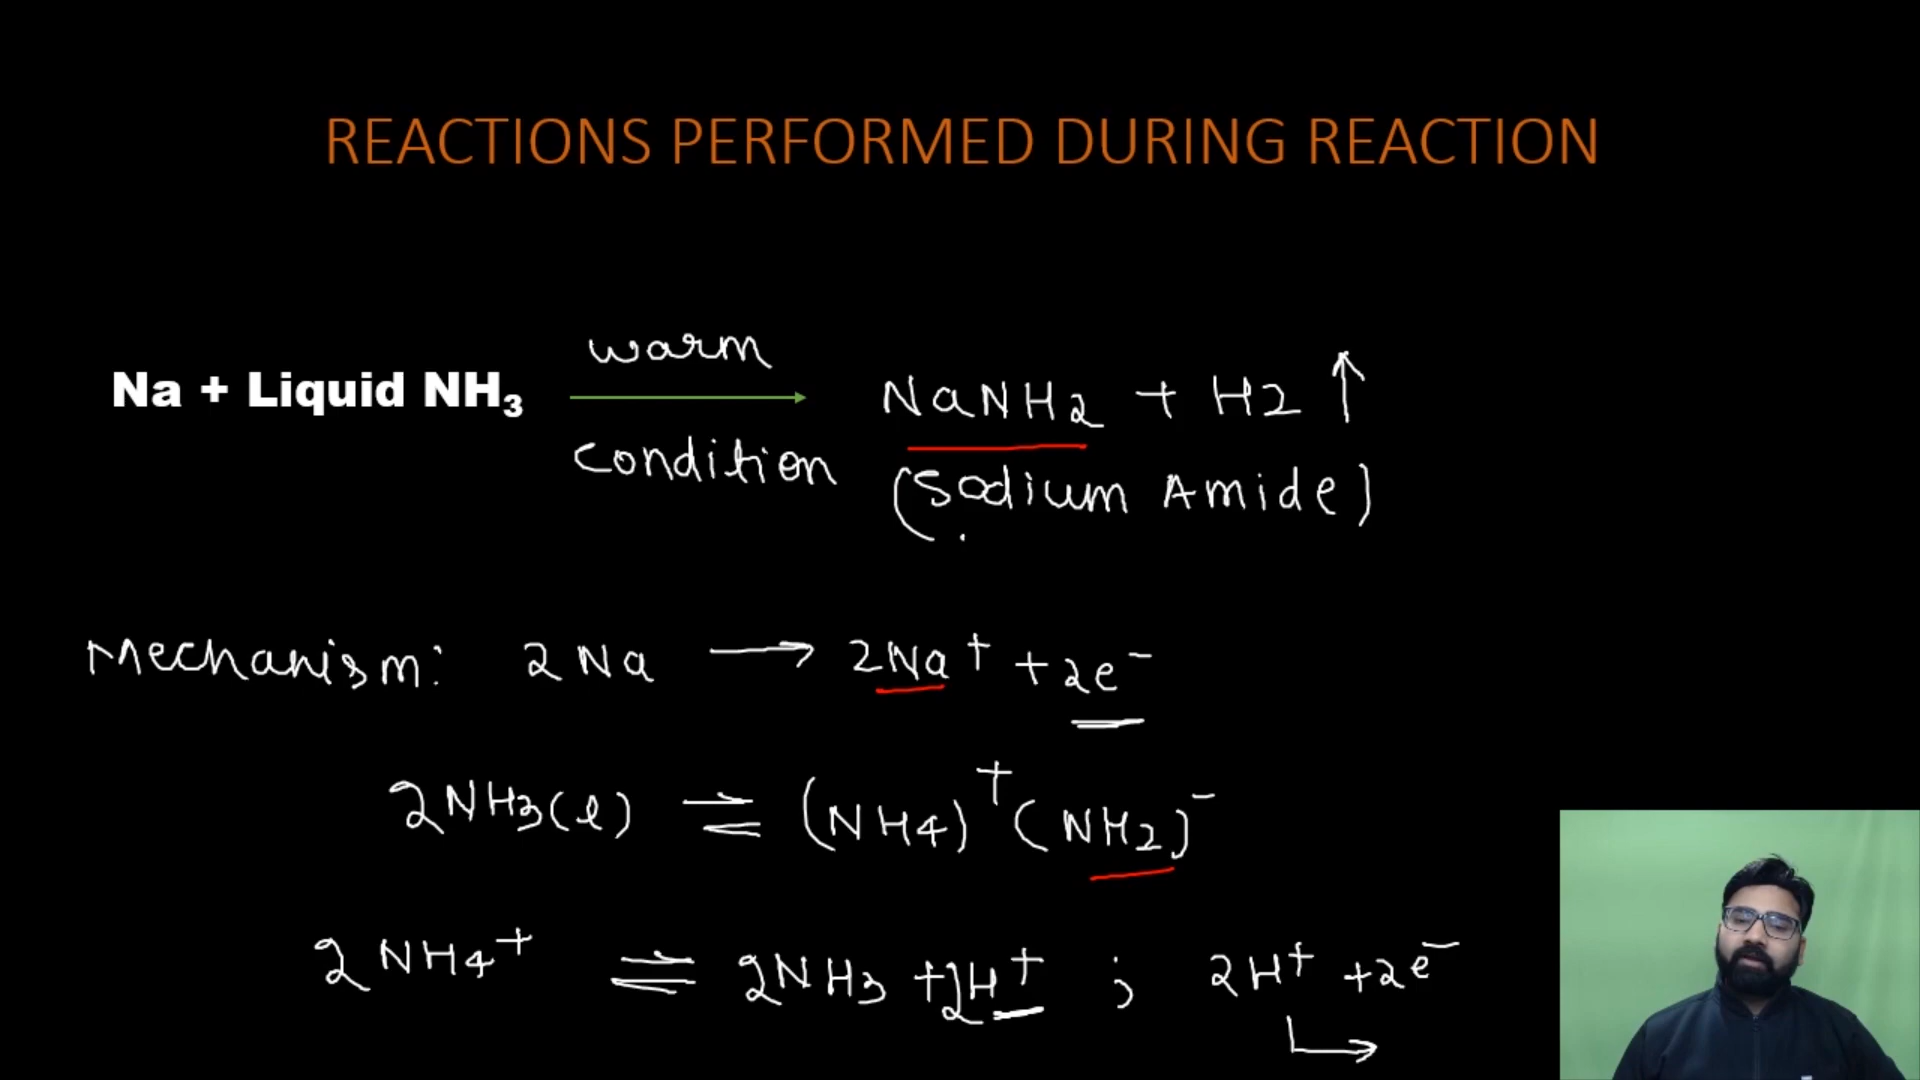 REACTIONS PERFORMED DURING REACTION
warm
Na + Liquid NH₃ → NaNH2 + H2 ↑
condition (Sodium Amide)
Mechanism: 2Na → 2Na⁺ + 2e⁻
2NH3(l) ⇌ (NH4)⁺ (NH2)⁻
2NH4⁺ ⇌ 2NH3 + 2H⁺ ; 2H⁺ + 2e⁻
↳